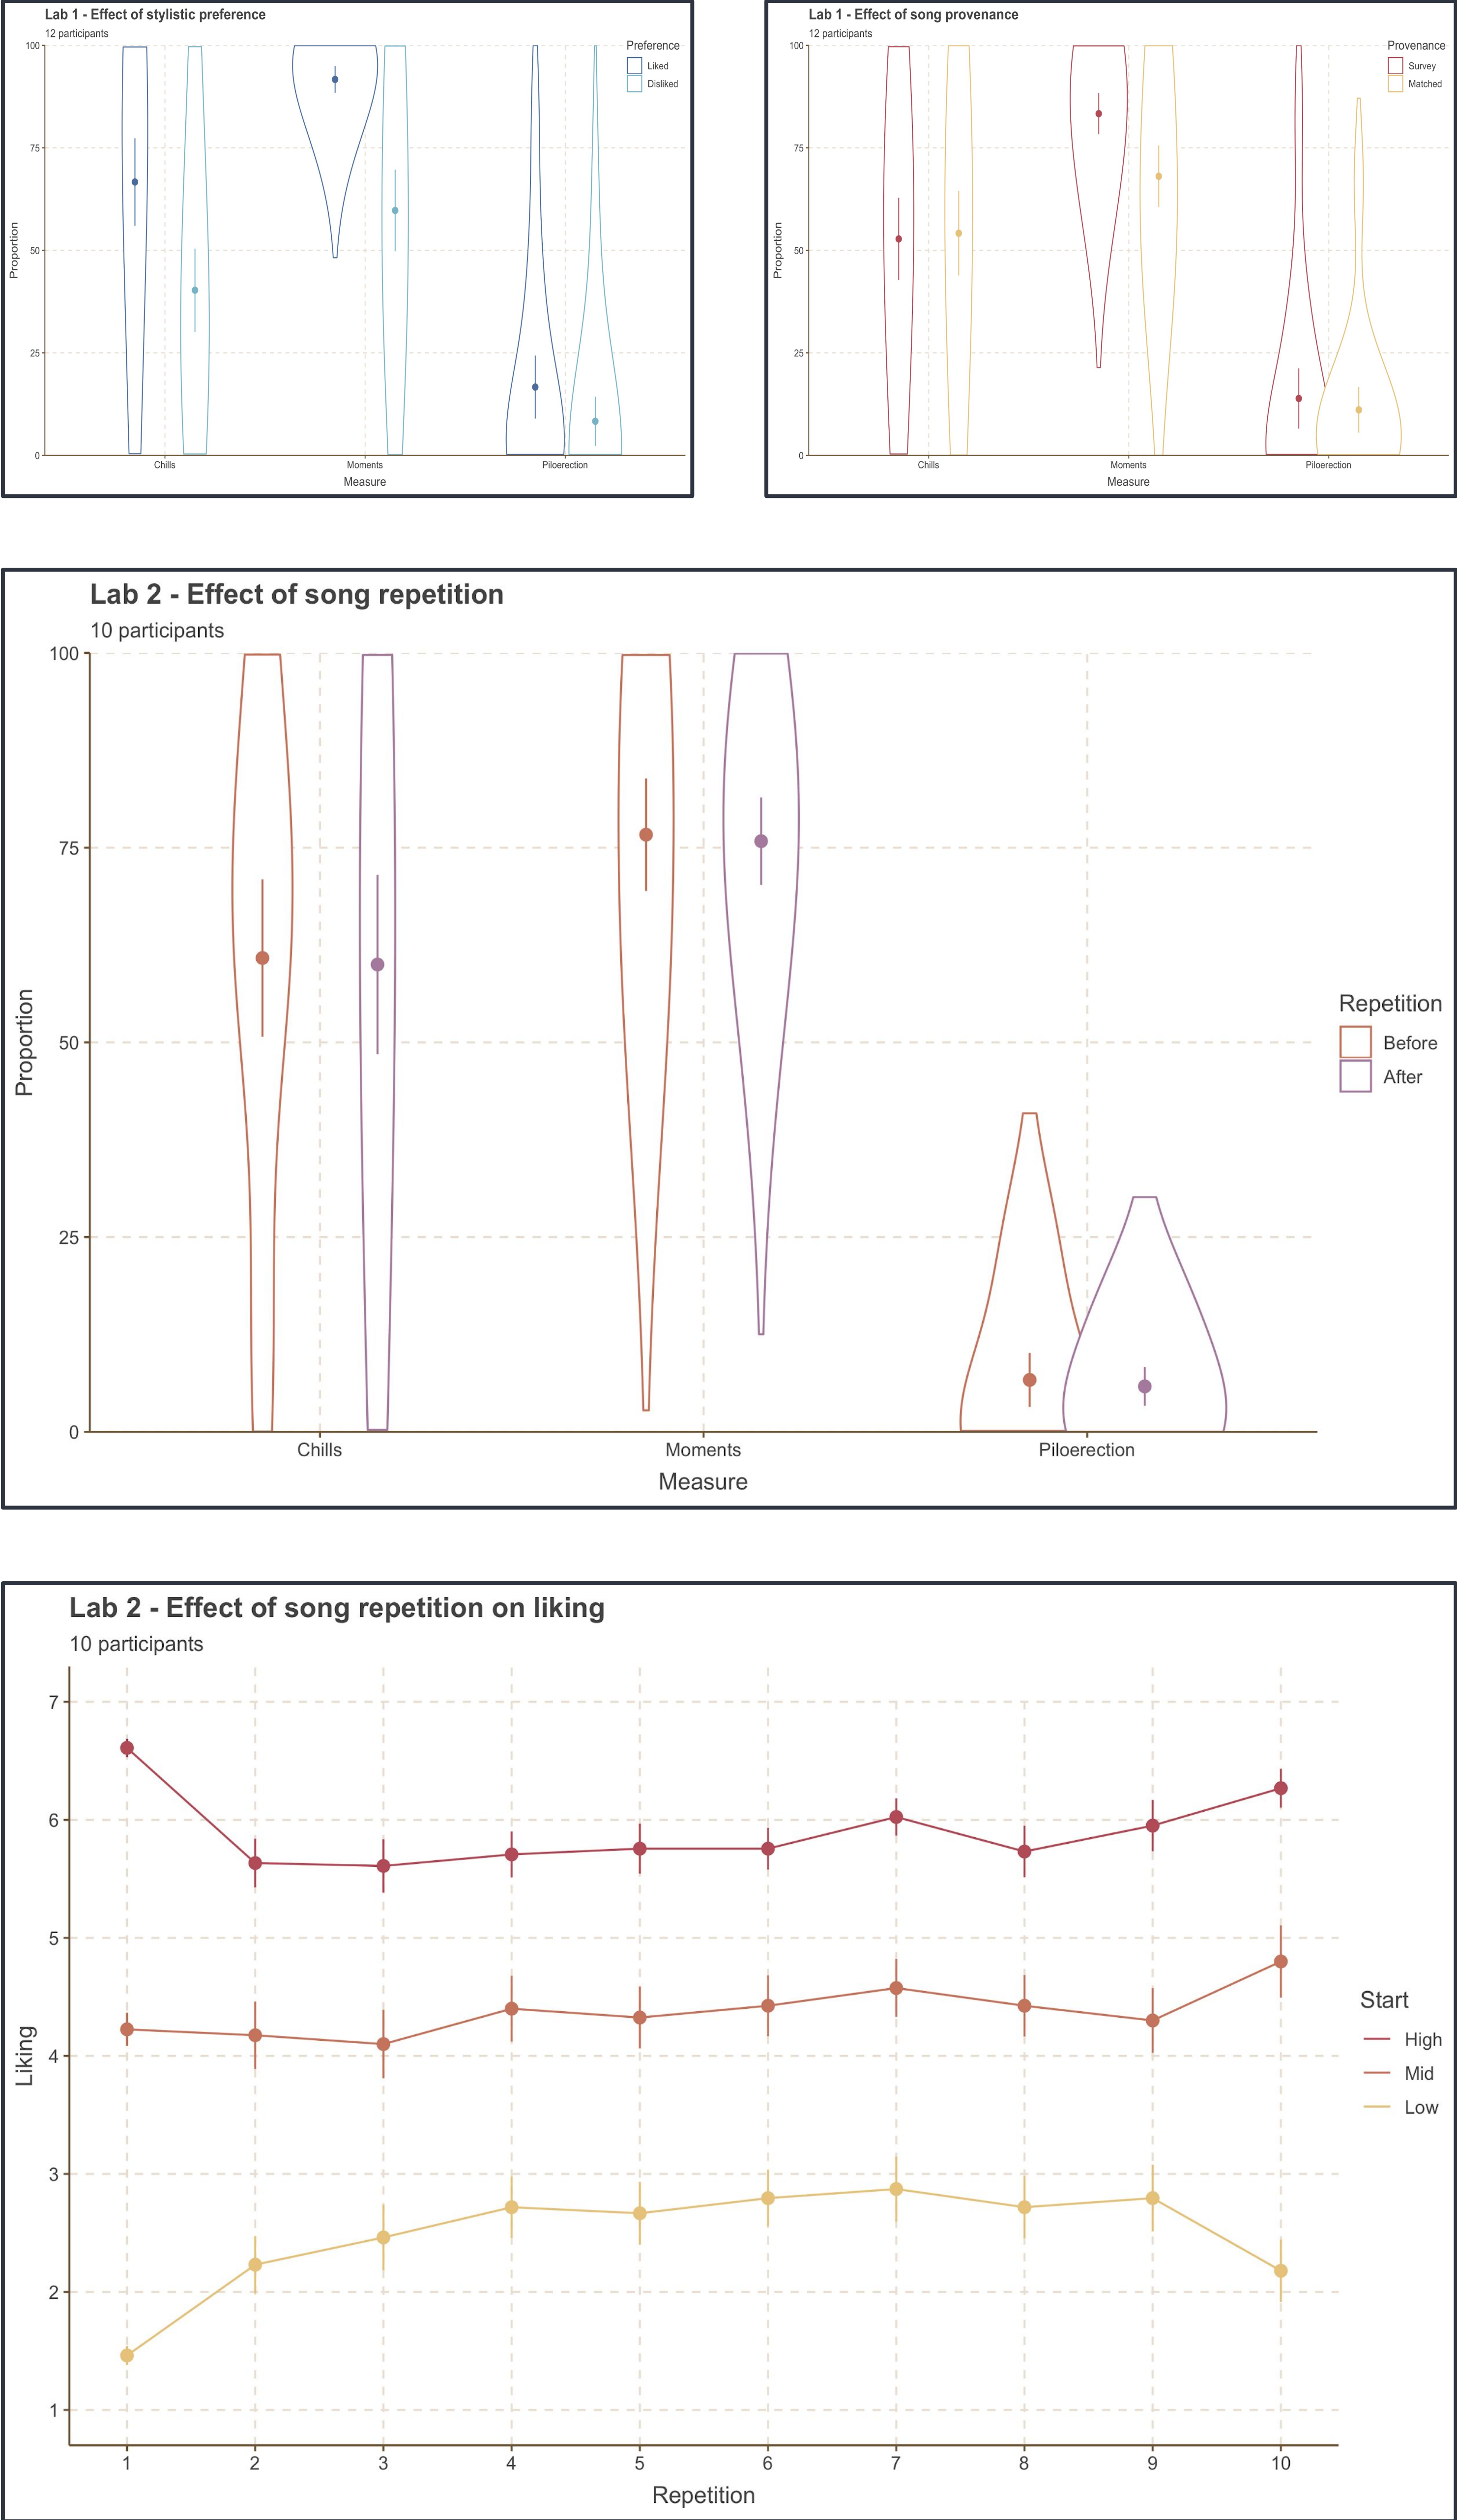 Lab 1 - Effect of stylistic preference
12 participants
100
75
50
25
0
Proportion
Chills
Moments
Piloerection
Measure
Preference
Liked
Disliked
Lab 1 - Effect of song provenance
12 participants
100
75
50
25
0
Proportion
Chills
Moments
Piloerection
Measure
Provenance
Survey
Matched
Lab 2 - Effect of song repetition
10 participants
100
75
50
25
0
Proportion
Chills
Moments
Piloerection
Measure
Repetition
Before
After
Lab 2 - Effect of song repetition on liking
10 participants
7
6
5
4
3
2
1
Liking
1 2 3 4 5 6 7 8 9 10
Repetition
Start
High
Mid
Low